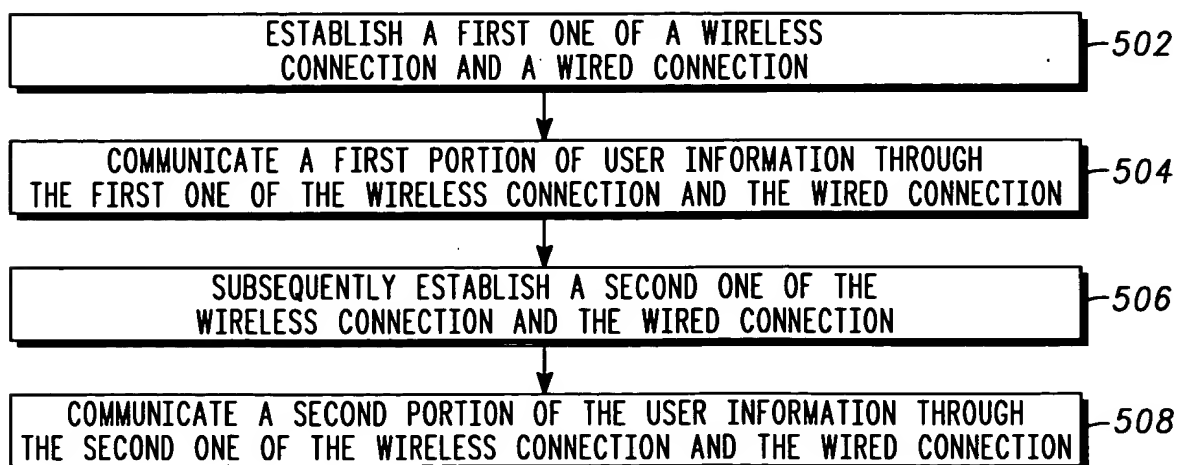 ESTABLISH A FIRST ONE OF A WIRELESS
CONNECTION AND A WIRED CONNECTION
502
COMMUNICATE A FIRST PORTION OF USER INFORMATION THROUGH
THE FIRST ONE OF THE WIRELESS CONNECTION AND THE WIRED CONNECTION
504
SUBSEQUENTLY ESTABLISH A SECOND ONE OF THE
WIRELESS CONNECTION AND THE WIRED CONNECTION
506
COMMUNICATE A SECOND PORTION OF THE USER INFORMATION THROUGH
THE SECOND ONE OF THE WIRELESS CONNECTION AND THE WIRED CONNECTION
508